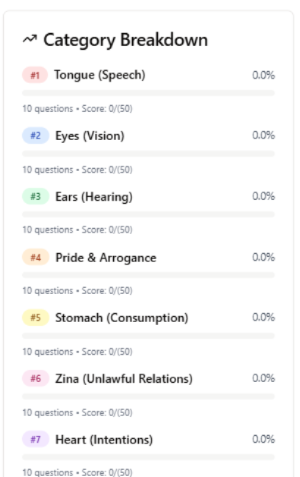 Category Breakdown
#1 Tongue (Speech) 0.0%
10 questions • Score: 0/(50)
#2 Eyes (Vision) 0.0%
10 questions • Score: 0/(50)
#3 Ears (Hearing) 0.0%
10 questions • Score: 0/(50)
#4 Pride & Arrogance 0.0%
10 questions • Score: 0/(50)
#5 Stomach (Consumption) 0.0%
10 questions • Score: 0/(50)
#6 Zina (Unlawful Relations) 0.0%
10 questions • Score: 0/(50)
#7 Heart (Intentions) 0.0%
10 questions • Score: 0/(50)